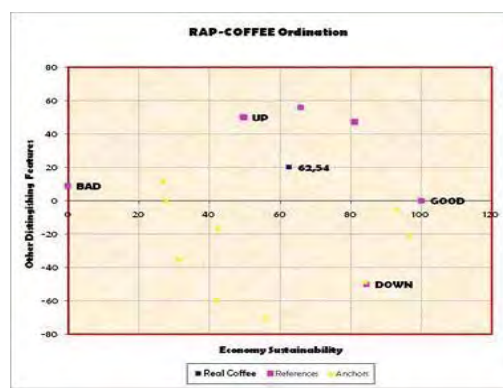 RAP-COFFEE Ordination
80
60
40
20
0
-20
-40
-60
-80
0
20
40
60
80
100
120
UP
BAD
62,54
GOOD
DOWN
Other Distingishing Features
Economy Sustainability
Real Coffee
References
Anchors